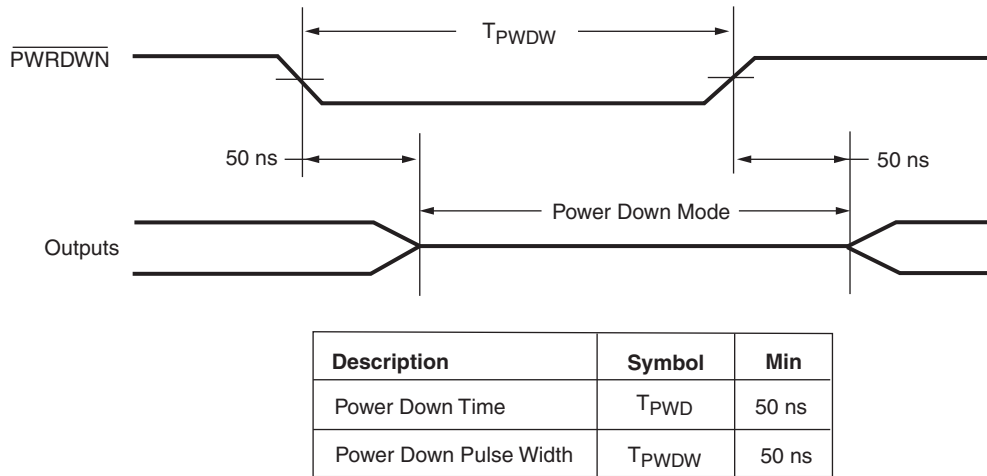 T_PWDW
PWRDWN
50 ns
50 ns
Power Down Mode
Outputs
Description Symbol Min
Power Down Time T_PWD 50 ns
Power Down Pulse Width T_PWDW 50 ns